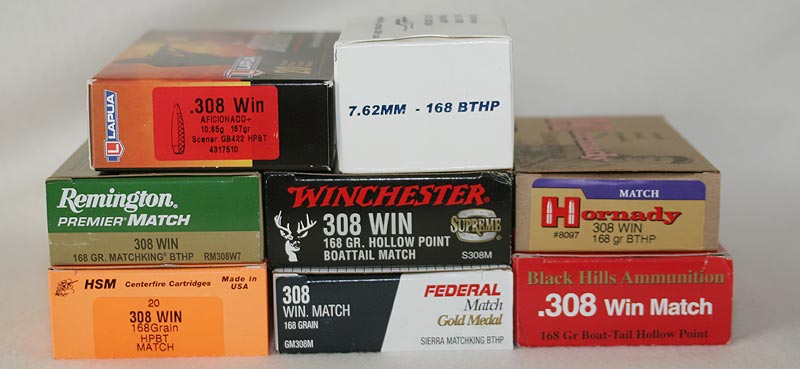 LAPUA
.308 Win
AFICIONADO+
10,85g 167gr
Scenar GB422 HPBT
4317510
20
7.62MM - 168 BTHP
Remington
PREMIER MATCH
308 WIN
168 GR. MATCHKING BTHP RM308W7
WINCHESTER
308 WIN
168 GR. HOLLOW POINT
BOATTAIL MATCH
SUPREME
S308M
MATCH
Hornady
#8097
308 WIN
168 gr BTHP
HSM Centerfire Cartridges Made in
USA
20
308 WIN
168Grain
HPBT
MATCH
308
WIN. MATCH
168 GRAIN
GM308M
FEDERAL
Match
Gold Medal
SIERRA MATCHKING BTHP
Black Hills Ammunition
.308 Win Match
168 Gr Boat-Tail Hollow Point